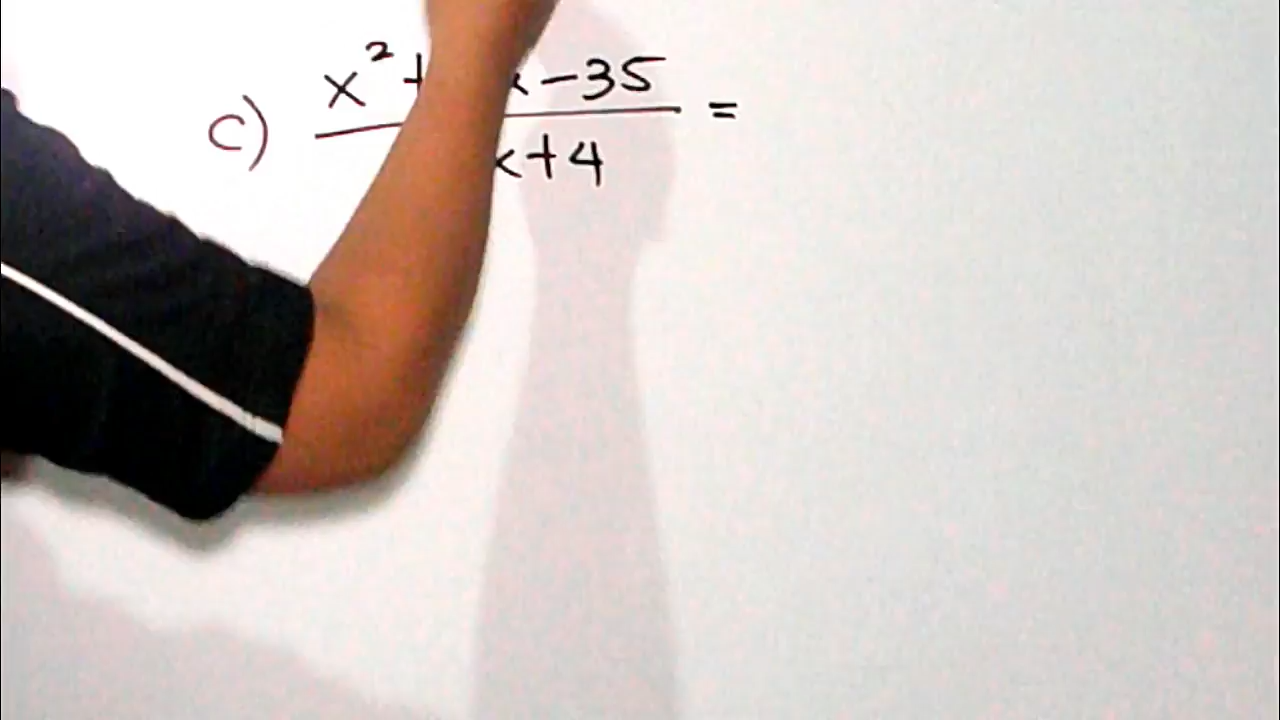 c) x² + x - 35 =
x + 4